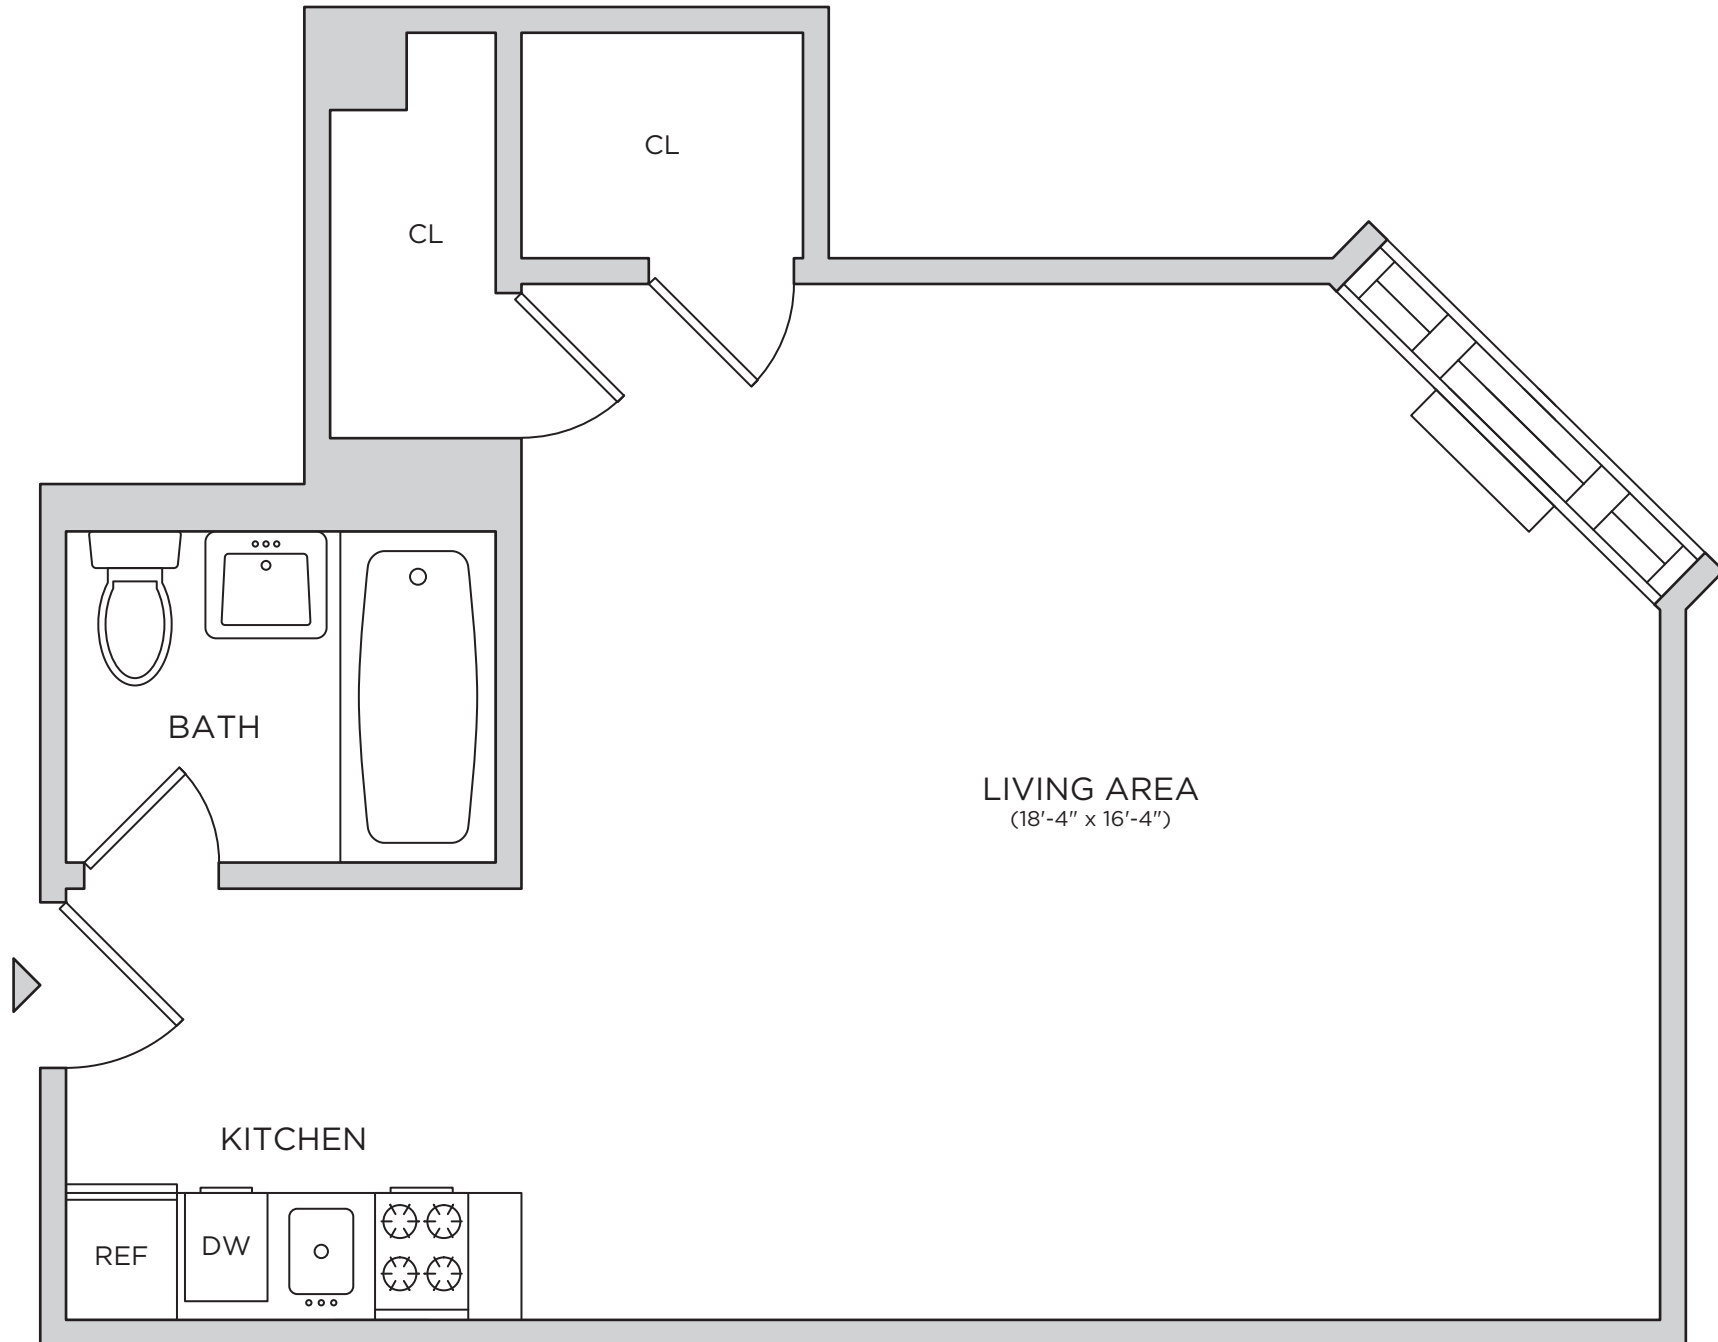 CL
CL
BATH
LIVING AREA
(18'-4" x 16'-4")
KITCHEN
REF
DW